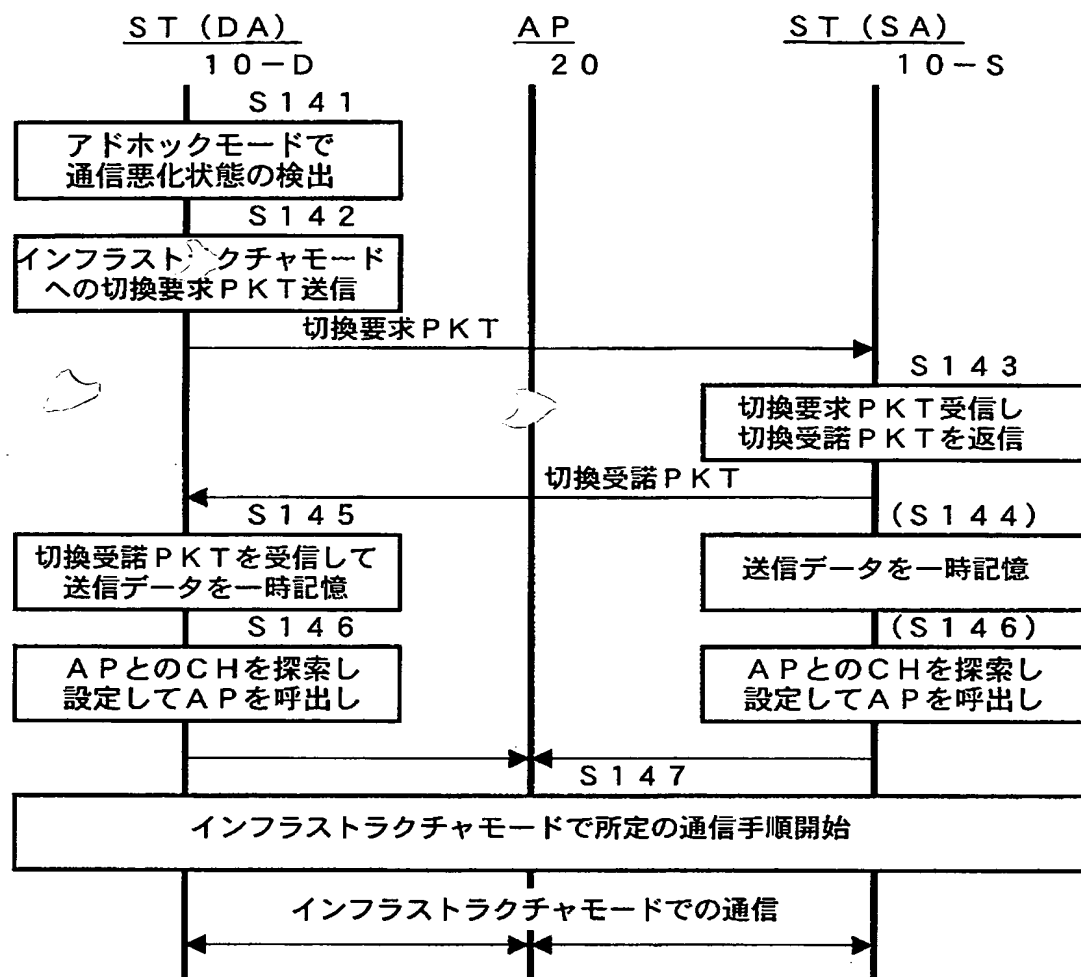 ST(DA) AP ST(SA)
10-D 20 10-S
S141
アドホックモードで
通信悪化状態の検出
S142
インフラスト クチャモード
への切換要求PKT送信
切換要求PKT
S143
切換要求PKT受信し
切換受諾PKTを返信
切換受諾PKT
S145
(S144)
切換受諾PKTを受信して
送信データを一時記憶
送信データを一時記憶
S146
(S146)
APとのCHを探索し
設定してAPを呼出し
APとのCHを探索し
設定してAPを呼出し
S147
インフラストラクチャモードで所定の通信手順開始
インフラストラクチャモードでの通信